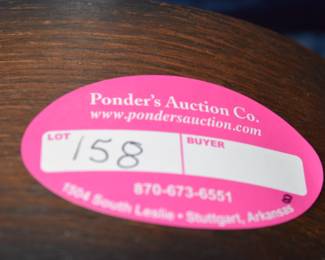 Ponder's Auction Co.
www.pondersauction.com
LOT 158 BUYER
870-673-6551
1504 South Leslie • Stuttgart, Arkansas